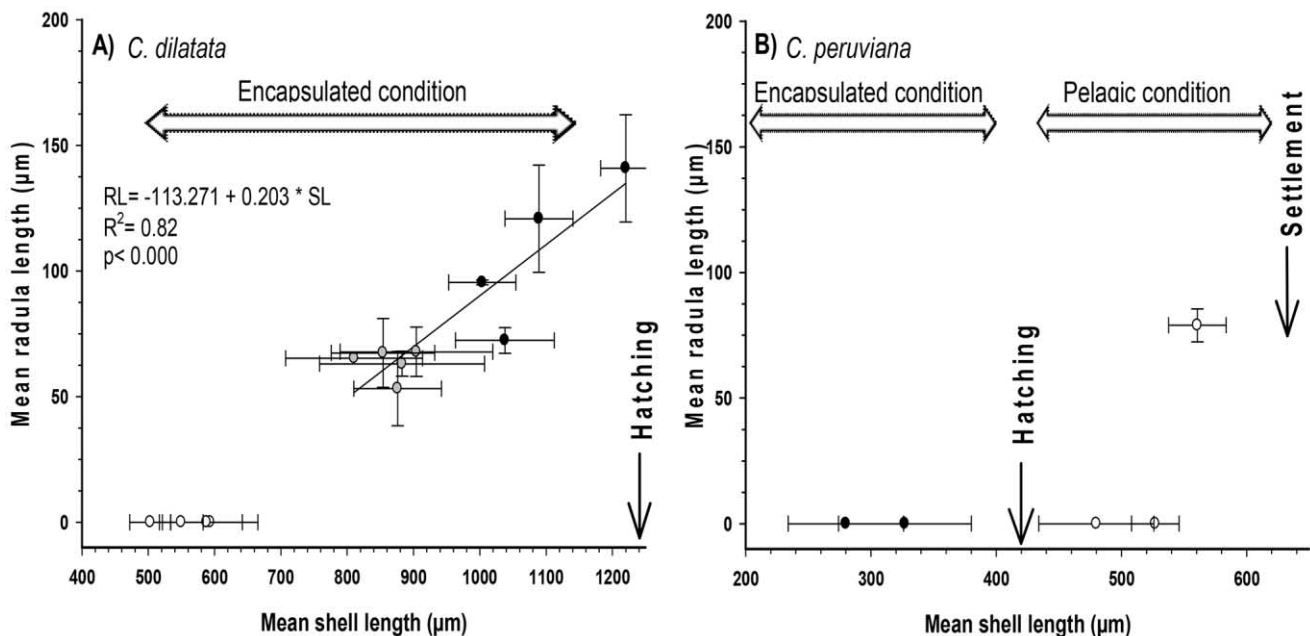 A) C. dilatata
Encapsulated condition
RL= -113.271 + 0.203 * SL
R²= 0.82
p< 0.000
Hatching
Mean radula length (µm)
200
150
100
50
0
400 500 600 700 800 900 1000 1100 1200
Mean shell length (µm)
B) C. peruviana
Encapsulated condition
Pelagic condition
Settlement
Hatching
Mean radula length (µm)
200
150
100
50
0
200 300 400 500 600
Mean shell length (µm)